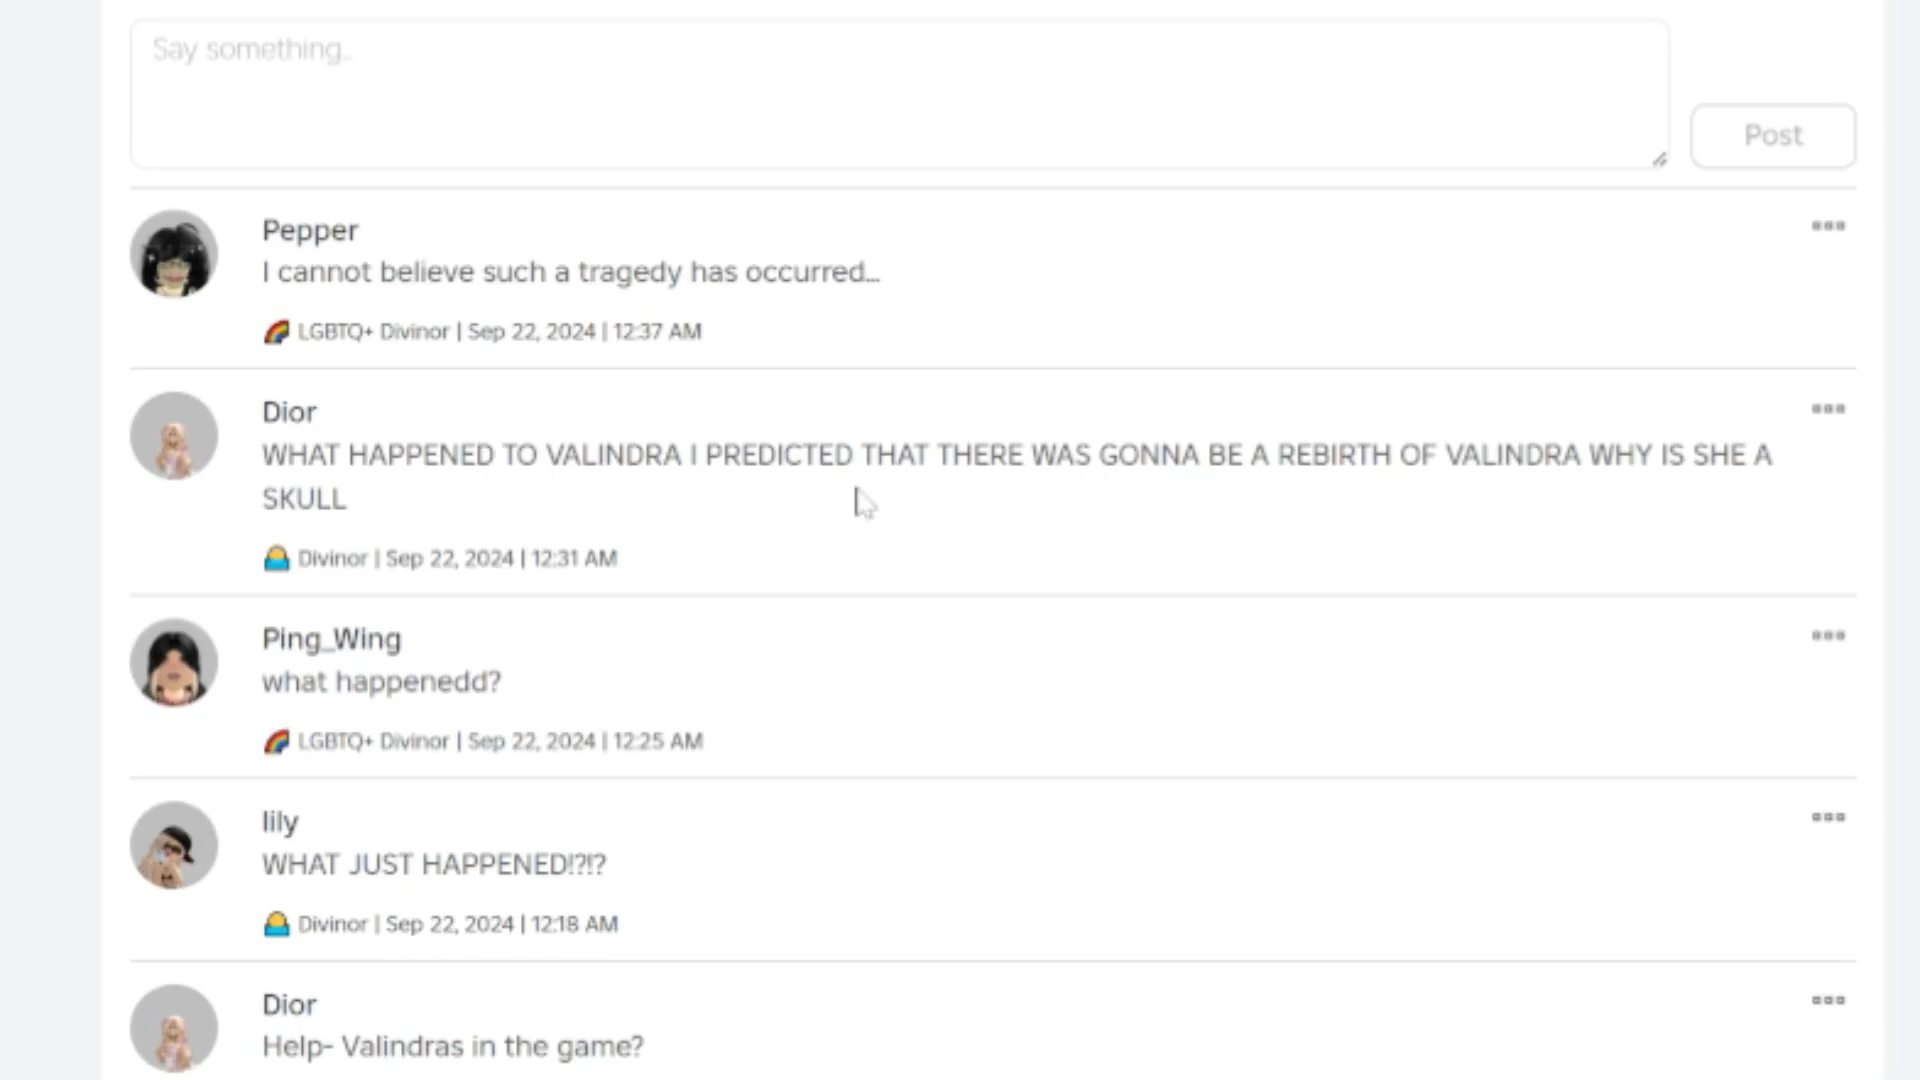 Say something...
Post
Pepper
I cannot believe such a tragedy has occurred...
LGBTQ+ Divinor | Sep 22, 2024 | 12:37 AM
Dior
WHAT HAPPENED TO VALINDRA I PREDICTED THAT THERE WAS GONNA BE A REBIRTH OF VALINDRA WHY IS SHE A
SKULL
Divinor | Sep 22, 2024 | 12:31 AM
Ping_Wing
what happenedd?
LGBTQ+ Divinor | Sep 22, 2024 | 12:25 AM
lily
WHAT JUST HAPPENED!?!?
Divinor | Sep 22, 2024 | 12:18 AM
Dior
Help- Valindras in the game?